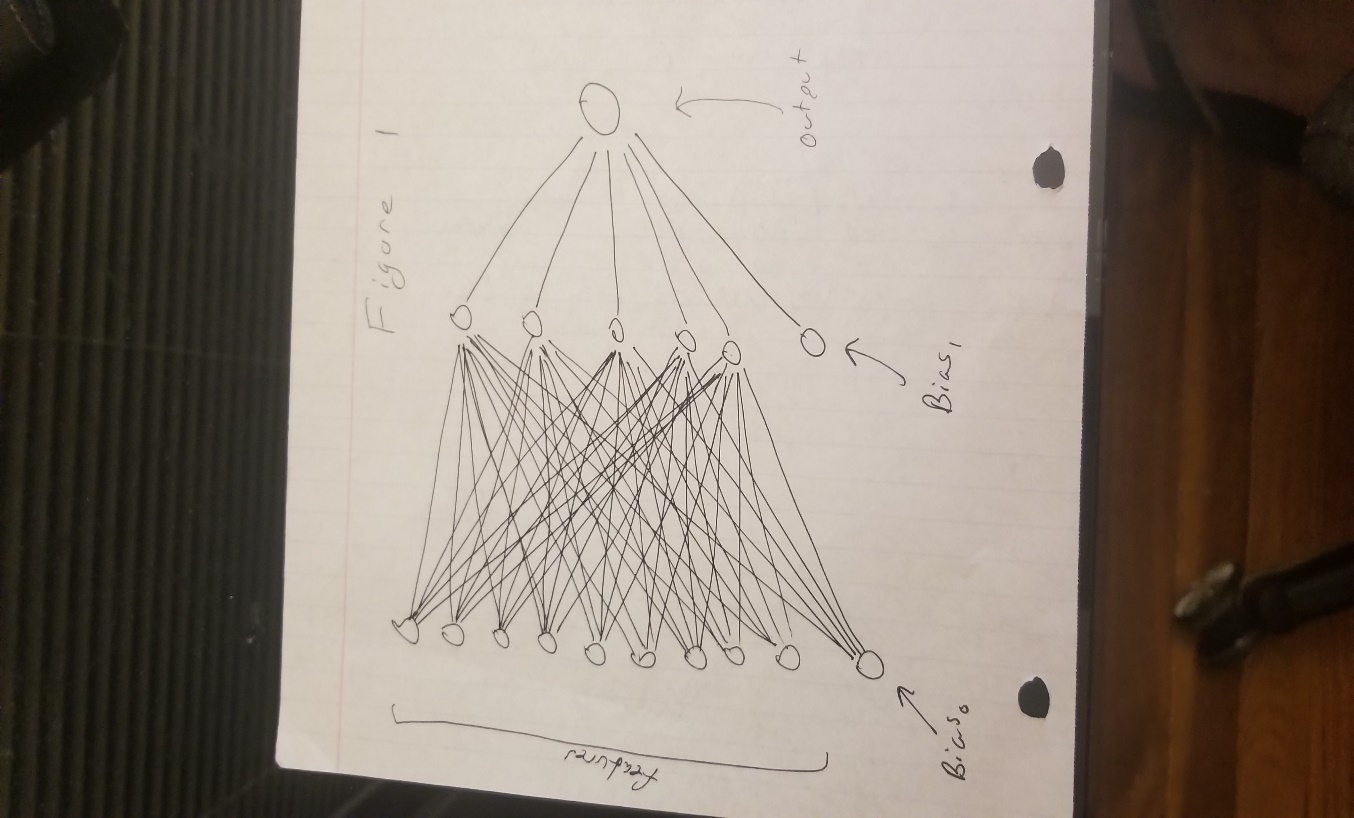 Figure 1
output
Bias₁
features
Bias₀